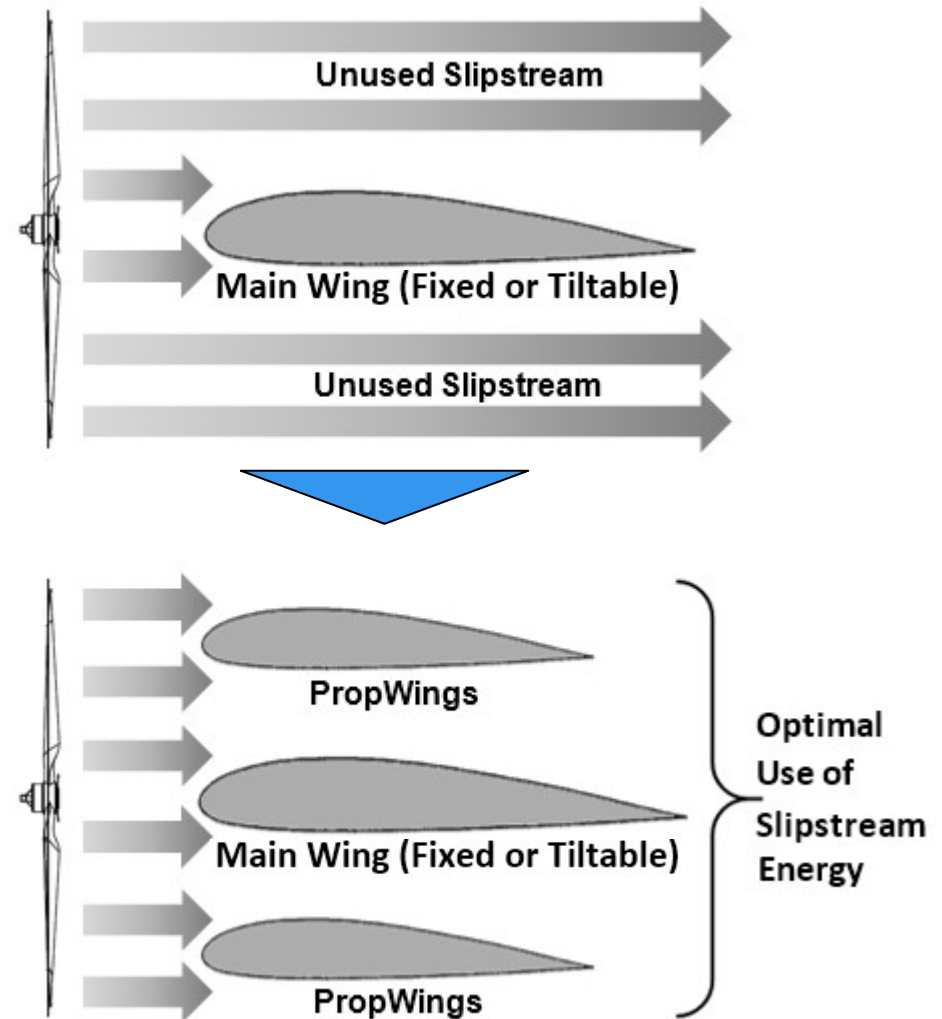 Unused Slipstream
Main Wing (Fixed or Tiltable)
Unused Slipstream
PropWings
Main Wing (Fixed or Tiltable)
PropWings
Optimal
Use of
Slipstream
Energy